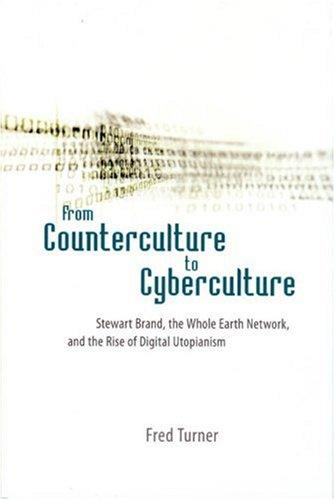 from
Counterculture
to
Cyberculture
Stewart Brand, the Whole Earth Network,
and the Rise of Digital Utopianism
Fred Turner